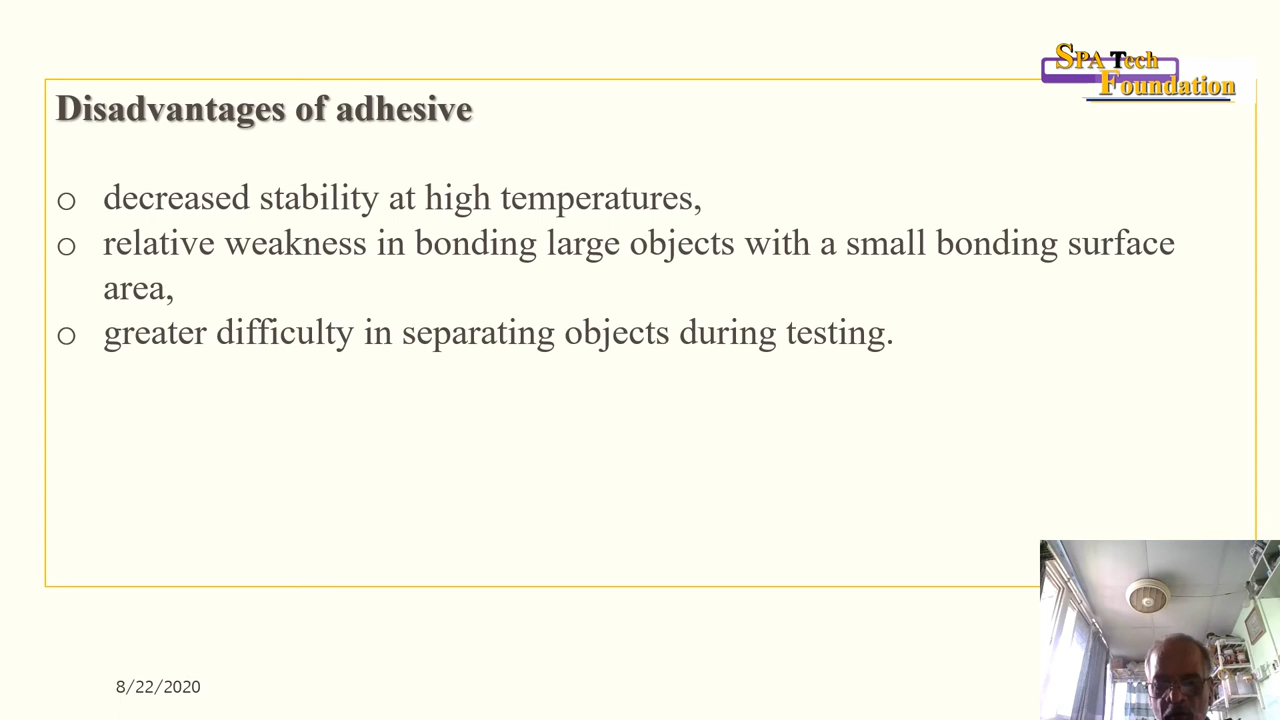 SPA Tech
Foundation
Disadvantages of adhesive
o decreased stability at high temperatures,
o relative weakness in bonding large objects with a small bonding surface
area,
o greater difficulty in separating objects during testing.
8/22/2020